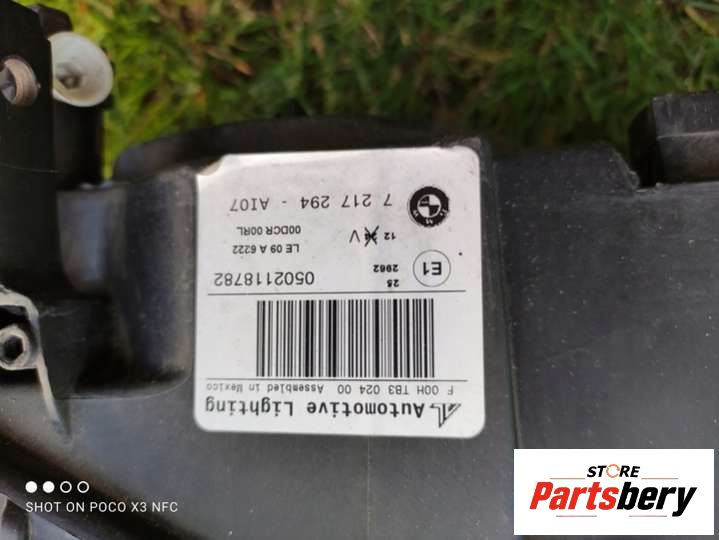 Automotive Lighting
F 00H TB3 024 00 Assembled in Mexico
0502118782
E1
25
2962
LE 09 A 6222
00DCR 00RL
12 V
7 217 294 - AI07
SHOT ON POCO X3 NFC
STORE
Partsbery